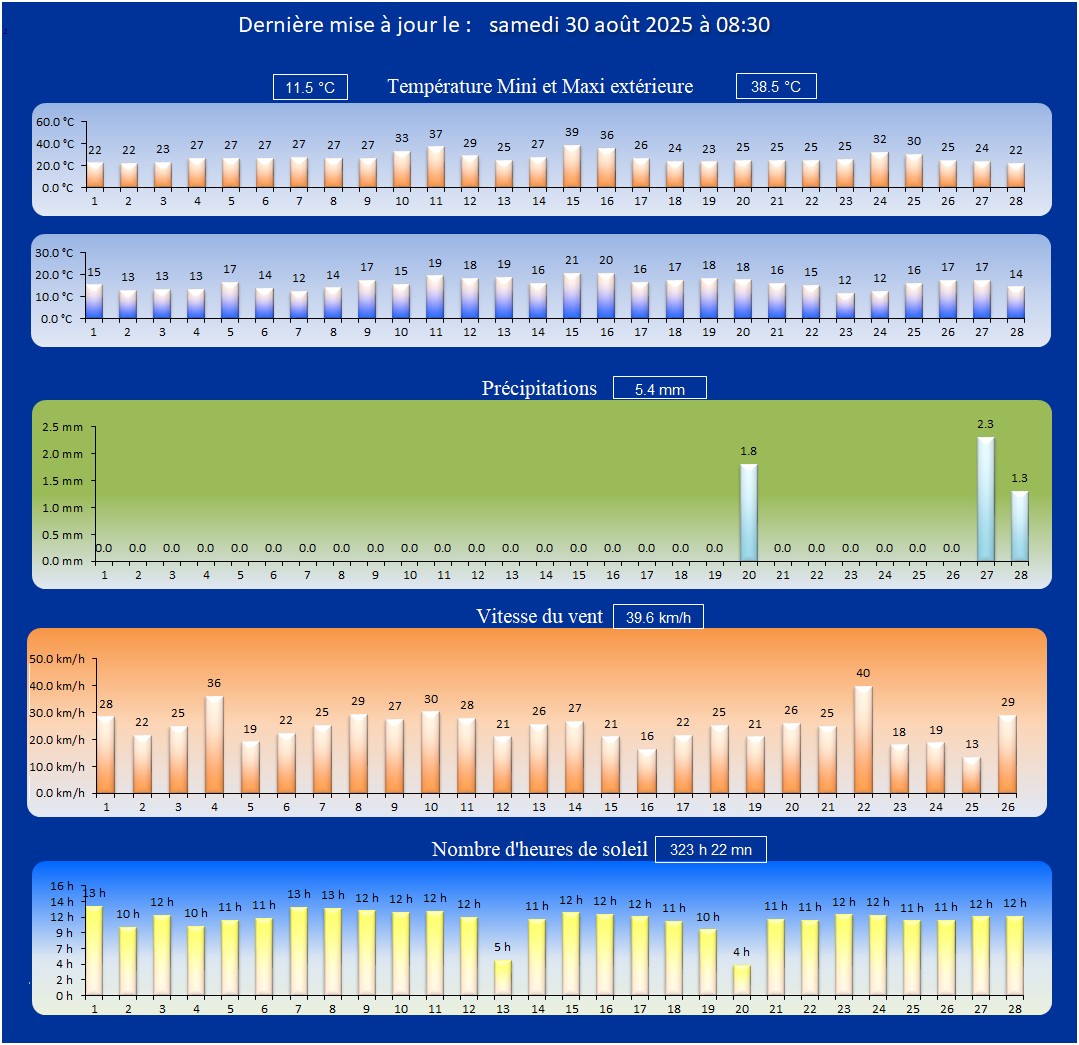 Dernière mise à jour le : samedi 30 août 2025 à 08:30
11.5 °C Température Mini et Maxi extérieure 38.5 °C
60.0 °C
40.0 °C
20.0 °C
0.0 °C
22 22 23 27 27 27 27 27 27 33 37 29 25 27 39 36 26 24 23 25 25 25 25 32 30 25 24 22
1 2 3 4 5 6 7 8 9 10 11 12 13 14 15 16 17 18 19 20 21 22 23 24 25 26 27 28
30.0 °C
20.0 °C
10.0 °C
0.0 °C
15 13 13 13 17 14 12 14 17 15 19 18 19 16 21 20 16 17 18 18 16 15 12 12 16 17 17 14
1 2 3 4 5 6 7 8 9 10 11 12 13 14 15 16 17 18 19 20 21 22 23 24 25 26 27 28
Précipitations 5.4 mm
2.5 mm
2.0 mm
1.5 mm
1.0 mm
0.5 mm
0.0 mm
0.0 0.0 0.0 0.0 0.0 0.0 0.0 0.0 0.0 0.0 0.0 0.0 0.0 0.0 0.0 0.0 0.0 0.0 0.0 1.8 0.0 0.0 0.0 0.0 0.0 0.0 2.3 1.3
1 2 3 4 5 6 7 8 9 10 11 12 13 14 15 16 17 18 19 20 21 22 23 24 25 26 27 28
Vitesse du vent 39.6 km/h
50.0 km/h
40.0 km/h
30.0 km/h
20.0 km/h
10.0 km/h
0.0 km/h
28 22 25 36 19 22 25 29 27 30 28 21 26 27 21 16 22 25 21 26 25 40 18 19 13 29
1 2 3 4 5 6 7 8 9 10 11 12 13 14 15 16 17 18 19 20 21 22 23 24 25 26
Nombre d'heures de soleil 323 h 22 mn
16 h
14 h
12 h
9 h
7 h
4 h
2 h
0 h
13 h 10 h 12 h 10 h 11 h 11 h 13 h 13 h 12 h 12 h 12 h 12 h 5 h 11 h 12 h 12 h 12 h 11 h 10 h 4 h 11 h 11 h 12 h 12 h 11 h 11 h 12 h 12 h
1 2 3 4 5 6 7 8 9 10 11 12 13 14 15 16 17 18 19 20 21 22 23 24 25 26 27 28